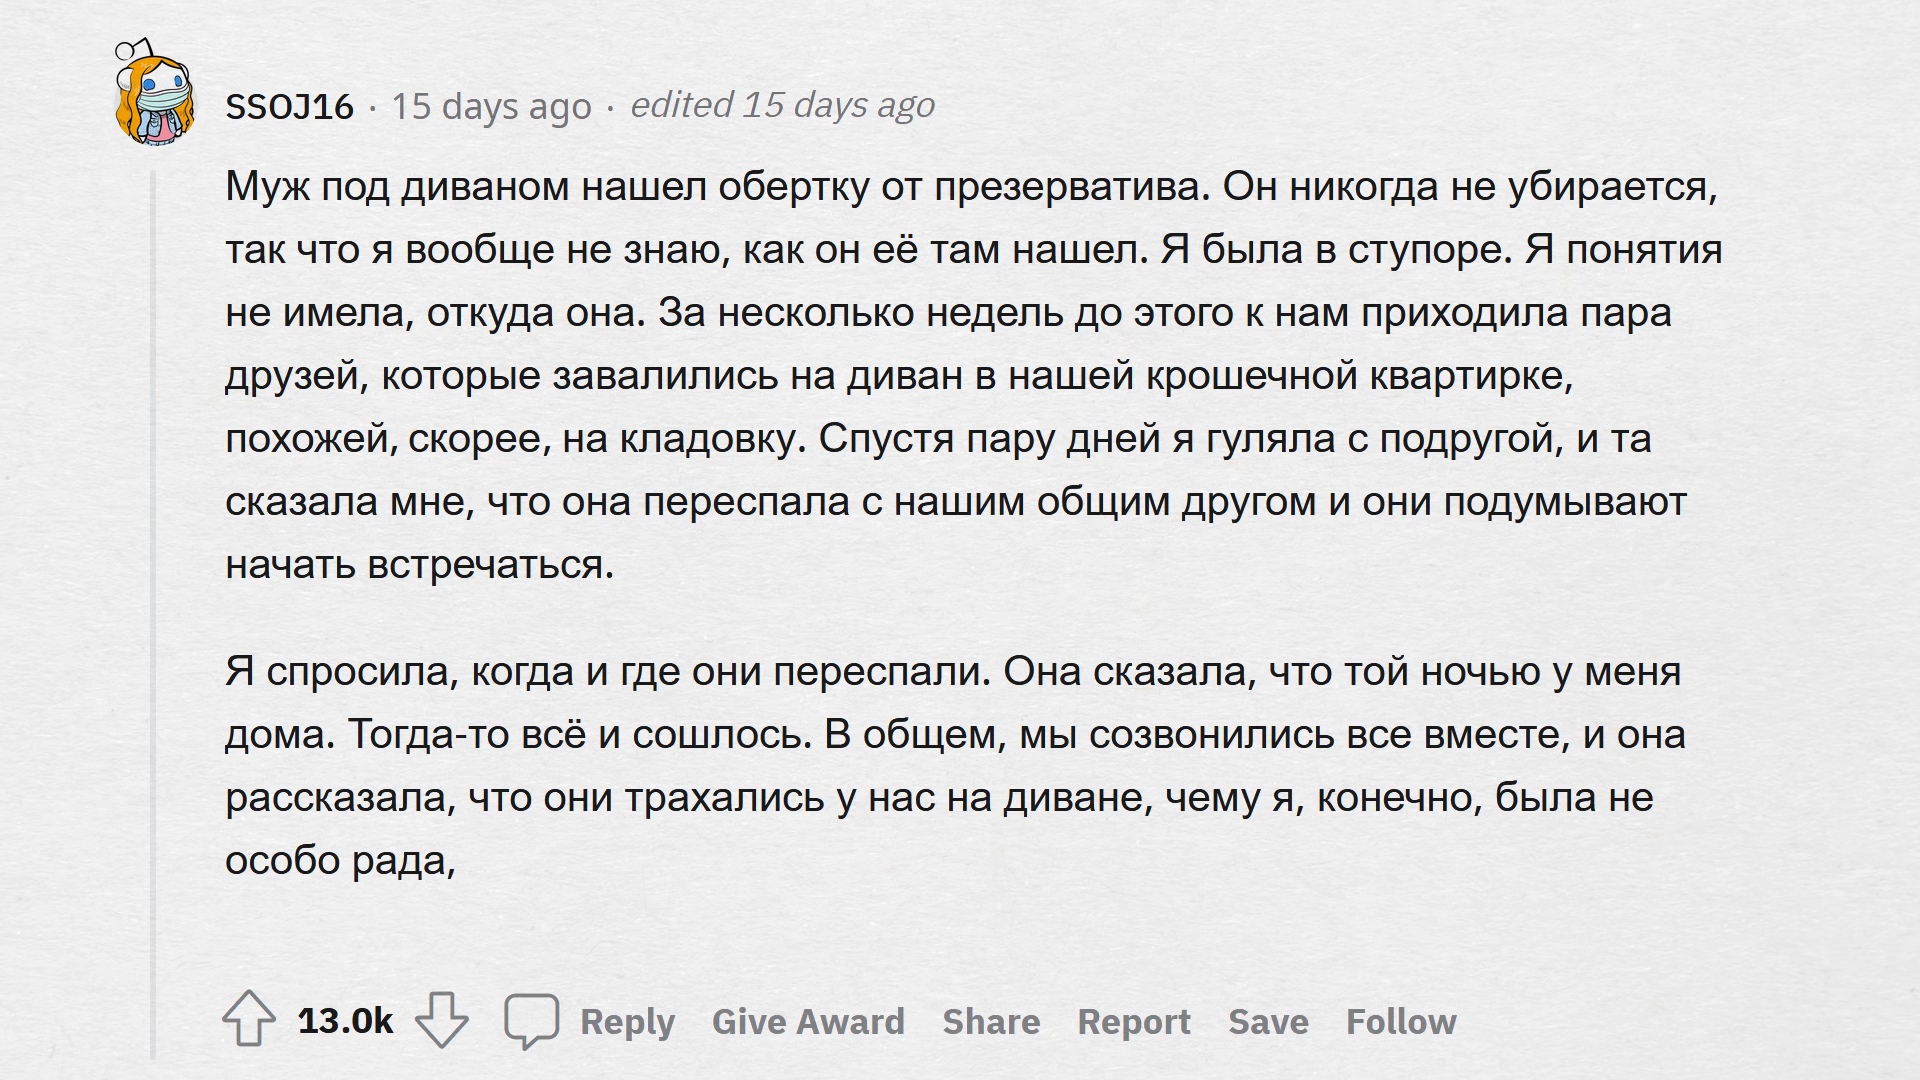 SSOJ16 · 15 days ago · edited 15 days ago
Муж под диваном нашел обертку от презерватива. Он никогда не убирается,
так что я вообще не знаю, как он её там нашел. Я была в ступоре. Я понятия
не имела, откуда она. За несколько недель до этого к нам приходила пара
друзей, которые завалились на диван в нашей крошечной квартирке,
похожей, скорее, на кладовку. Спустя пару дней я гуляла с подругой, и та
сказала мне, что она переспала с нашим общим другом и они подумывают
начать встречаться.
Я спросила, когда и где они переспали. Она сказала, что той ночью у меня
дома. Тогда-то всё и сошлось. В общем, мы созвонились все вместе, и она
рассказала, что они трахались у нас на диване, чему я, конечно, была не
особо рада,
13.0k Reply Give Award Share Report Save Follow